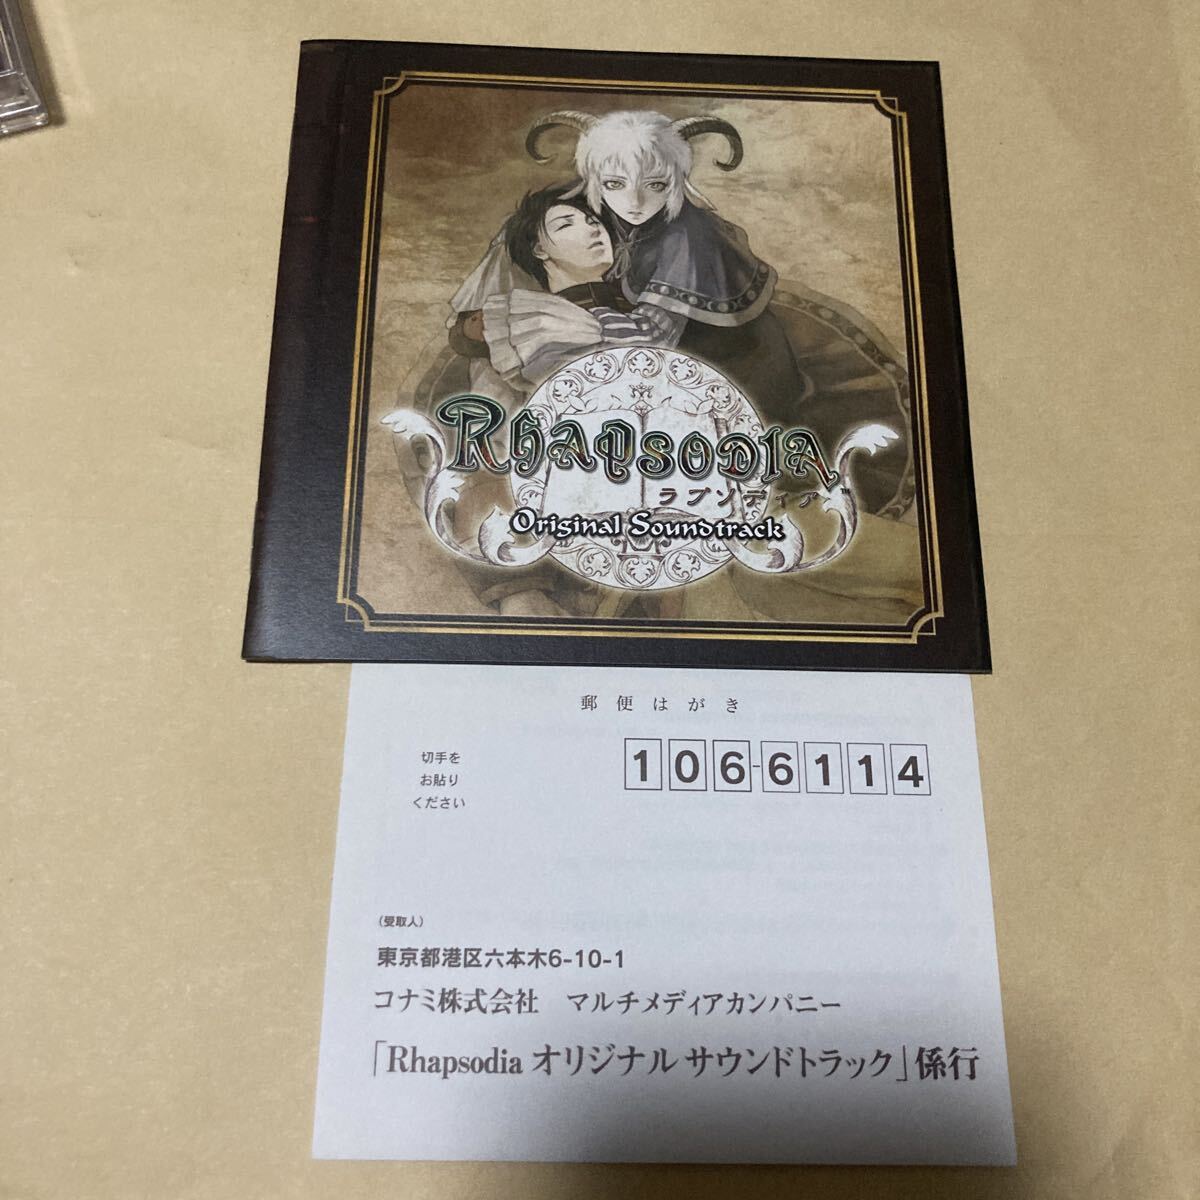 RhapsodIA
ラプソディア™
Original Soundtrack
郵便はがき
切手を
お貼り
ください
106-6114
(受取人)
東京都港区六本木6-10-1
コナミ株式会社 マルチメディアカンパニー
「Rhapsodia オリジナル サウンドトラック」係行